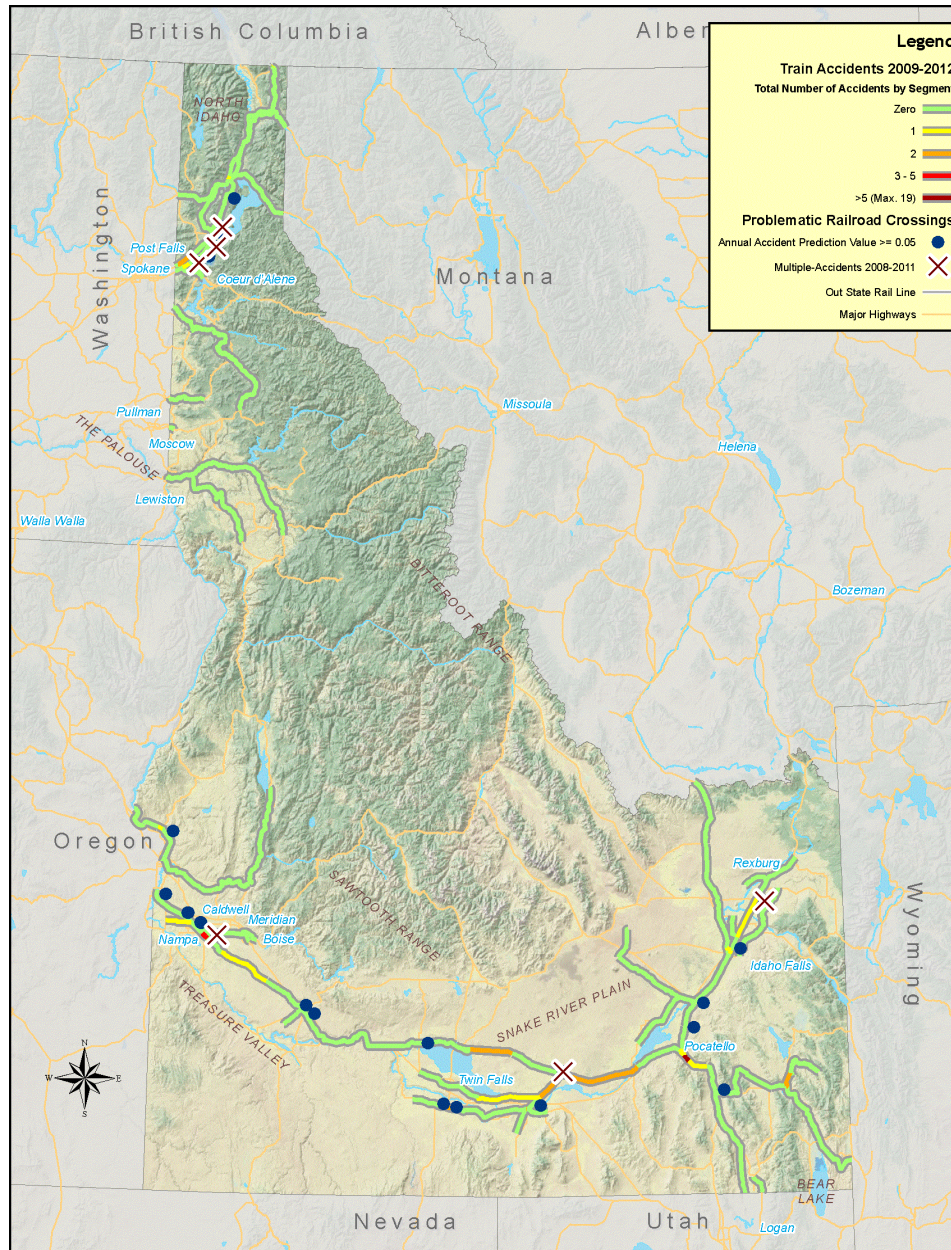 British Columbia
Alber
Legend
Train Accidents 2009-2012
Total Number of Accidents by Segment
Zero
1
2
3 - 5
>5 (Max. 19)
Problematic Railroad Crossings
Annual Accident Prediction Value >= 0.05
Multiple-Accidents 2008-2011
Out State Rail Line
Major Highways
NORTH
IDAHO
Washington
Post Falls
Spokane
Coeur d'Alene
Montana
Missoula
Pullman
THE PALOUSE
Moscow
Helena
Lewiston
Walla Walla
BITTEROOT RANGE
Bozeman
Oregon
Rexburg
SAWTOOTH RANGE
Caldwell
Meridian
Nampa
Boise
Wyoming
Idaho Falls
TREASURE VALLEY
SNAKE RIVER PLAIN
Pocatello
N
W
E
S
Twin Falls
BEAR
LAKE
Nevada
Utah
Logan